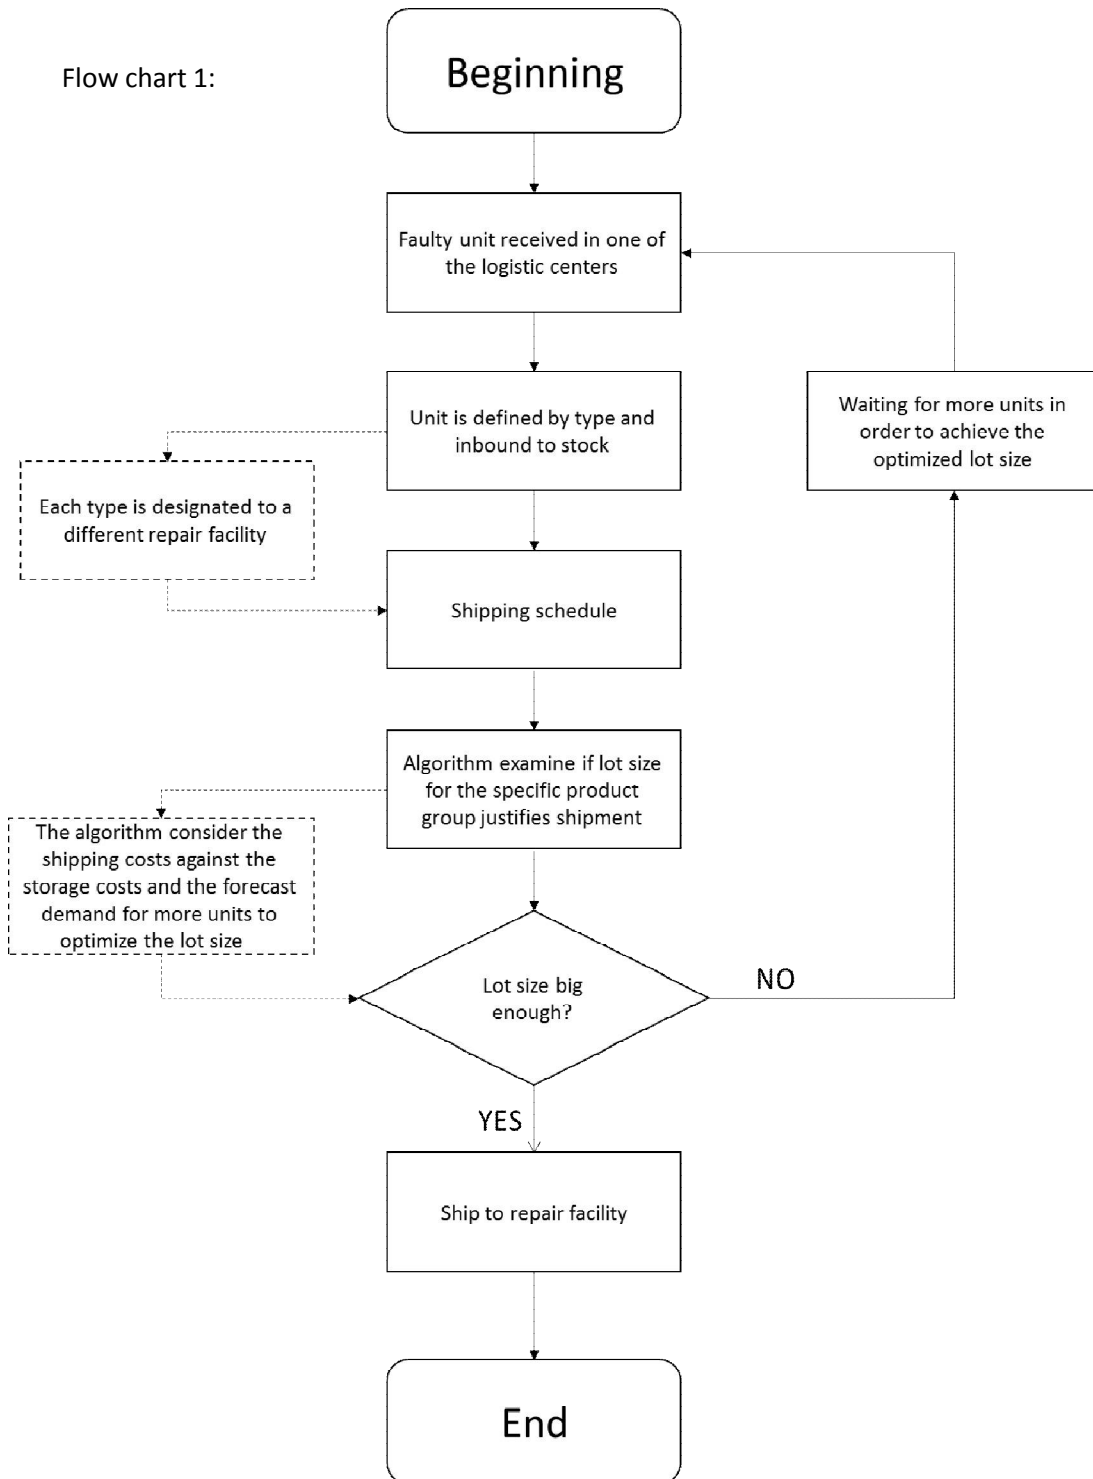 Flow chart 1:
Beginning
Faulty unit received in one of
the logistic centers
Unit is defined by type and
inbound to stock
Waiting for more units in
order to achieve the
optimized lot size
Each type is designated to a
different repair facility
Shipping schedule
Algorithm examine if lot size
for the specific product
group justifies shipment
The algorithm consider the
shipping costs against the
storage costs and the forecast
demand for more units to
optimize the lot size
Lot size big
enough?
NO
YES
Ship to repair facility
End